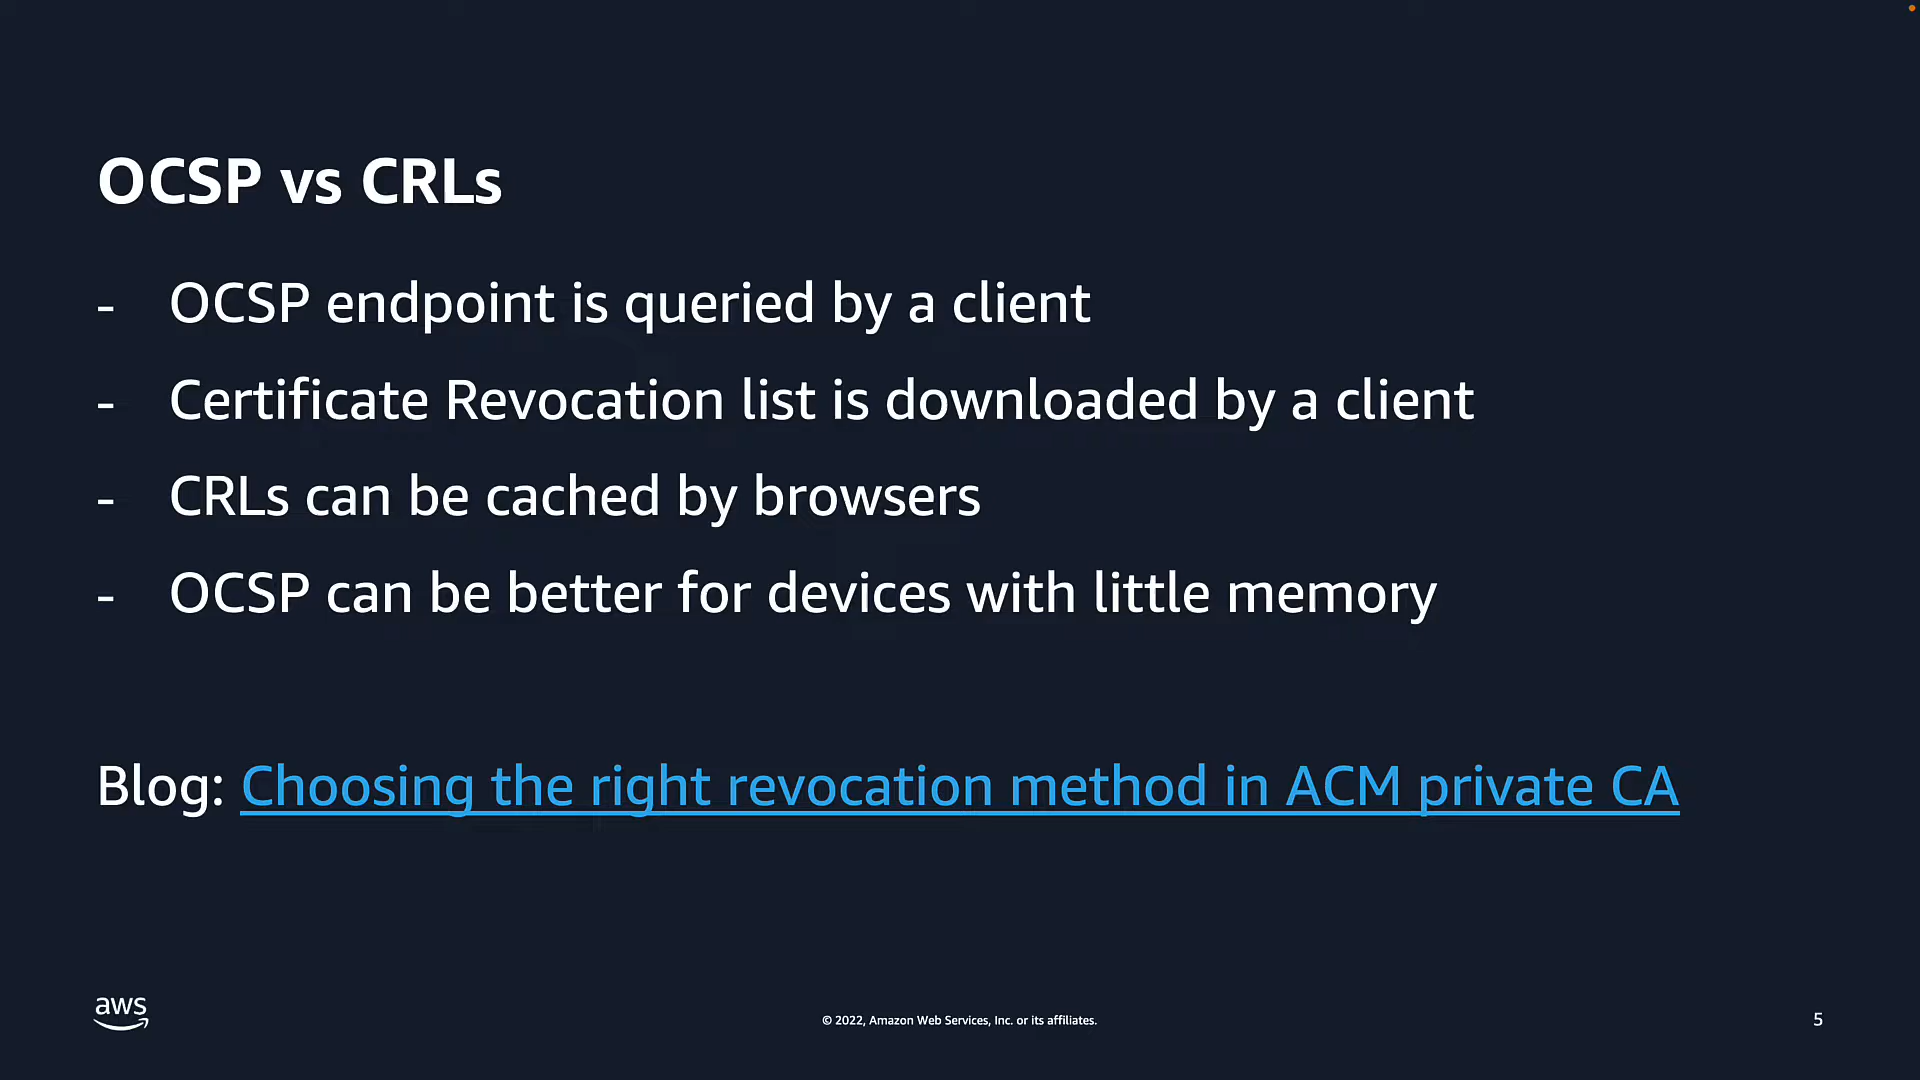 OCSP vs CRLs
- OCSP endpoint is queried by a client
- Certificate Revocation list is downloaded by a client
- CRLs can be cached by browsers
- OCSP can be better for devices with little memory
Blog: Choosing the right revocation method in ACM private CA
aws
© 2022, Amazon Web Services, Inc. or its affiliates.
5